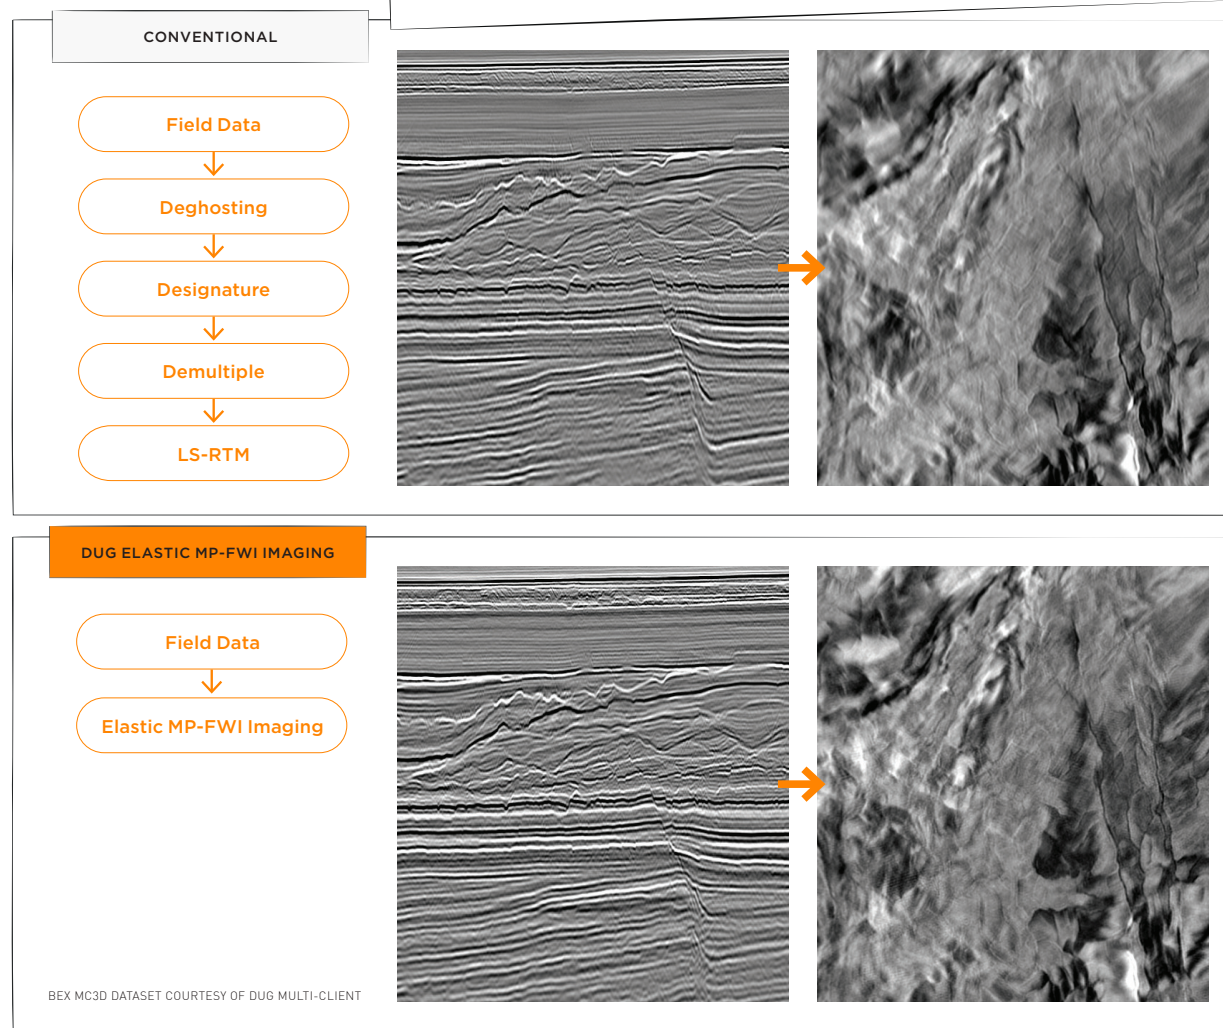 CONVENTIONAL
Field Data
Deghosting
Designature
Demultiple
LS-RTM
DUG ELASTIC MP-FWI IMAGING
Field Data
Elastic MP-FWI Imaging
BEX MC3D DATASET COURTESY OF DUG MULTI-CLIENT